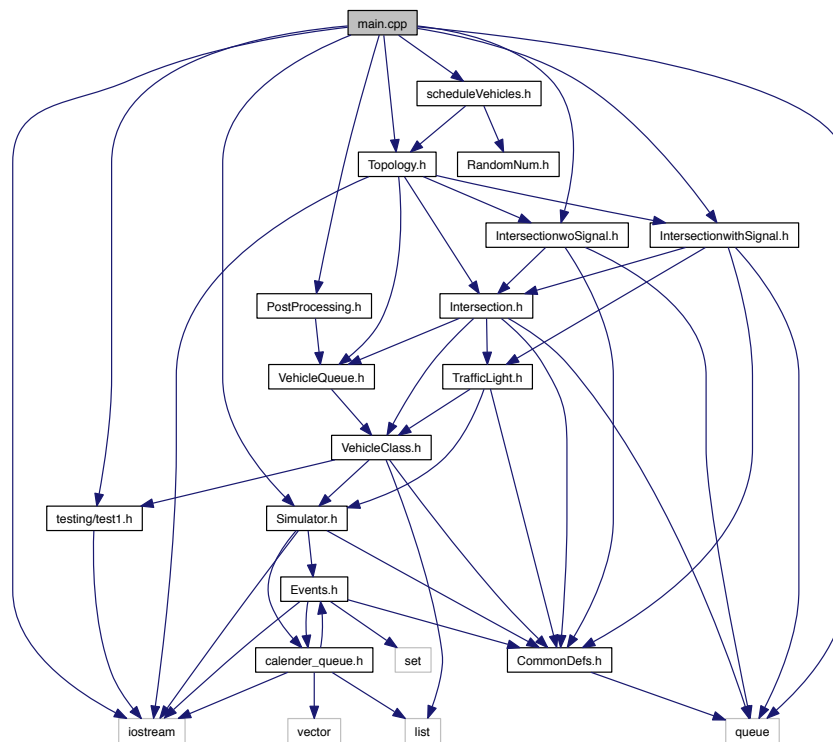 main.cpp
scheduleVehicles.h
Topology.h
RandomNum.h
IntersectionwoSignal.h
IntersectionwithSignal.h
PostProcessing.h
Intersection.h
VehicleQueue.h
TrafficLight.h
VehicleClass.h
testing/test1.h
Simulator.h
Events.h
calender_queue.h
set
CommonDefs.h
iostream
vector
list
queue